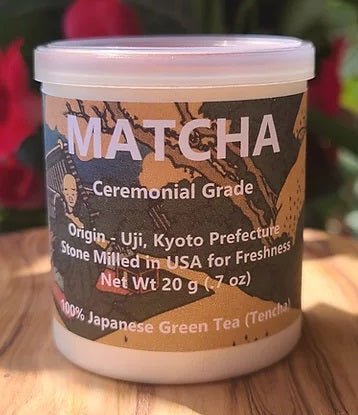 MATCHA
Ceremonial Grade
Origin - Uji, Kyoto Prefecture
Stone Milled in USA for Freshness
Net Wt 20 g (.7 oz)
100% Japanese Green Tea (Tencha)